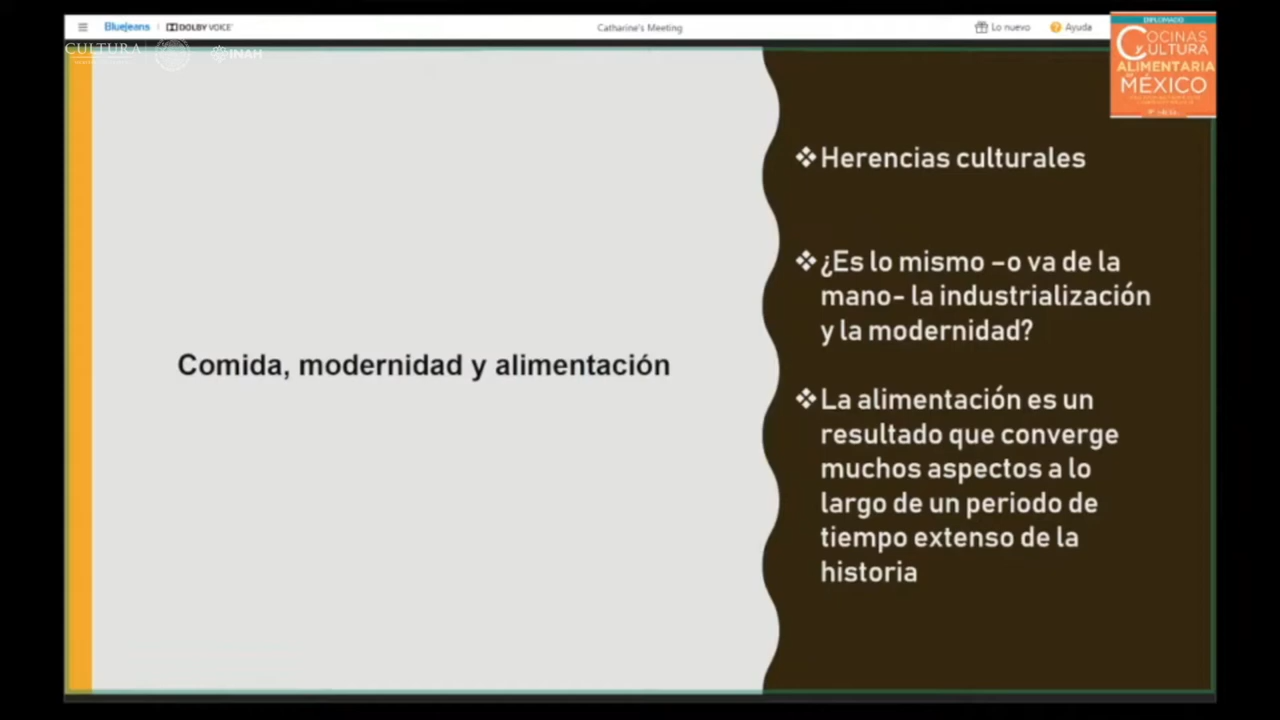 BlueJeans
DOLBY VOICE
Catharine's Meeting
Lo nuevo
Ayuda
CULTURA
INAH
DIPLOMADO
COCINAS
Y CULTURA
ALIMENTARIA
MÉXICO
Herencias culturales
¿Es lo mismo –o va de la
mano- la industrialización
y la modernidad?
Comida, modernidad y alimentación
La alimentación es un
resultado que converge
muchos aspectos a lo
largo de un periodo de
tiempo extenso de la
historia